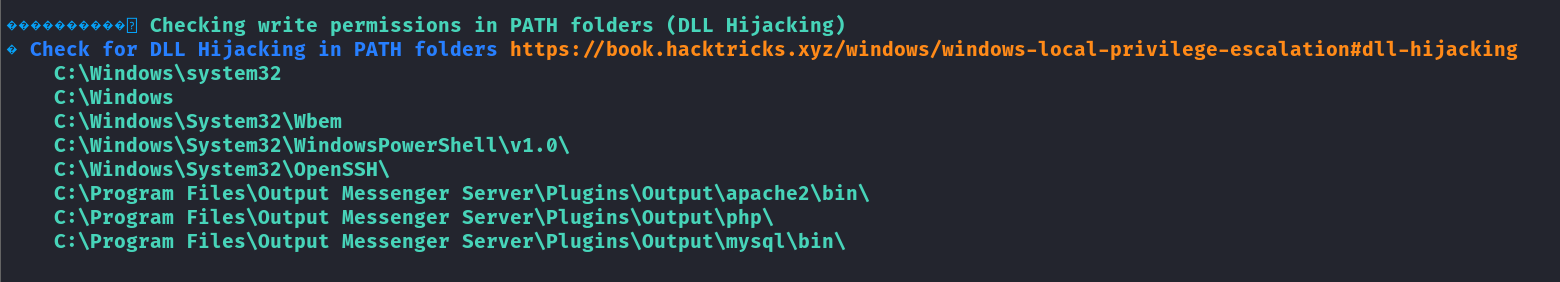 ������������ Checking write permissions in PATH folders (DLL Hijacking)
� Check for DLL Hijacking in PATH folders https://book.hacktricks.xyz/windows/windows-local-privilege-escalation#dll-hijacking
C:\Windows\system32
C:\Windows
C:\Windows\System32\Wbem
C:\Windows\System32\WindowsPowerShell\v1.0\
C:\Windows\System32\OpenSSH\
C:\Program Files\Output Messenger Server\Plugins\Output\apache2\bin\
C:\Program Files\Output Messenger Server\Plugins\Output\php\
C:\Program Files\Output Messenger Server\Plugins\Output\mysql\bin\